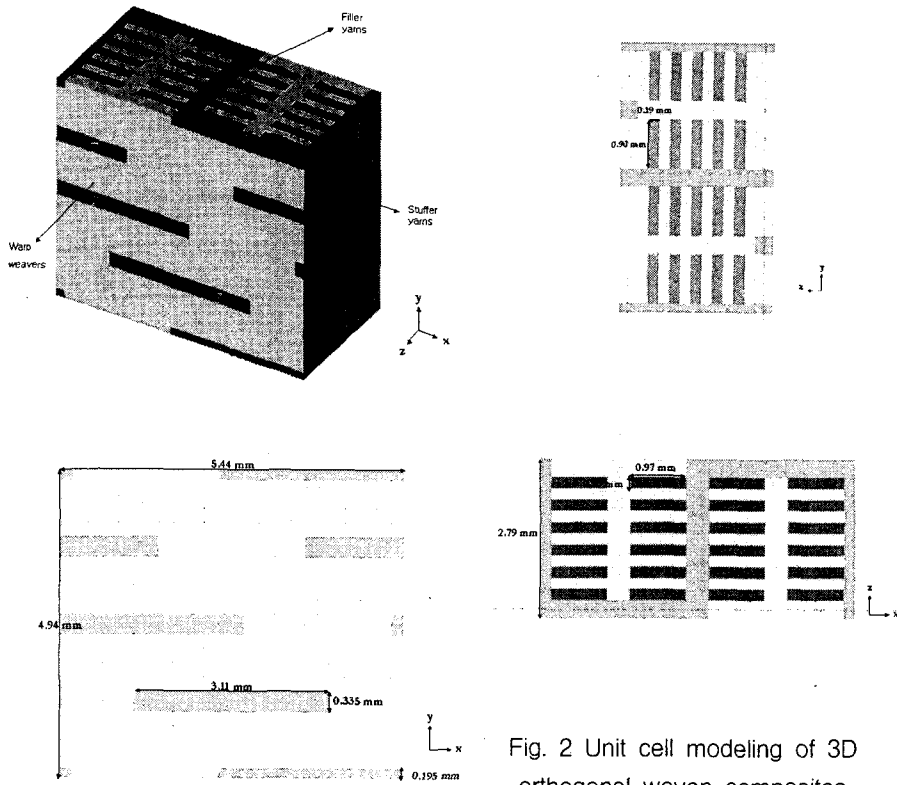 Filler
yarns
Warp
weavers
Stuffer
yarns
y
x
z
0.19 mm
0.90 mm
y
z
5.44 mm
4.94 mm
3.11 mm
0.335 mm
0.195 mm
y
x
0.97 mm
mm
2.79 mm
z
x
Fig. 2 Unit cell modeling of 3D
orthogonal woven composites